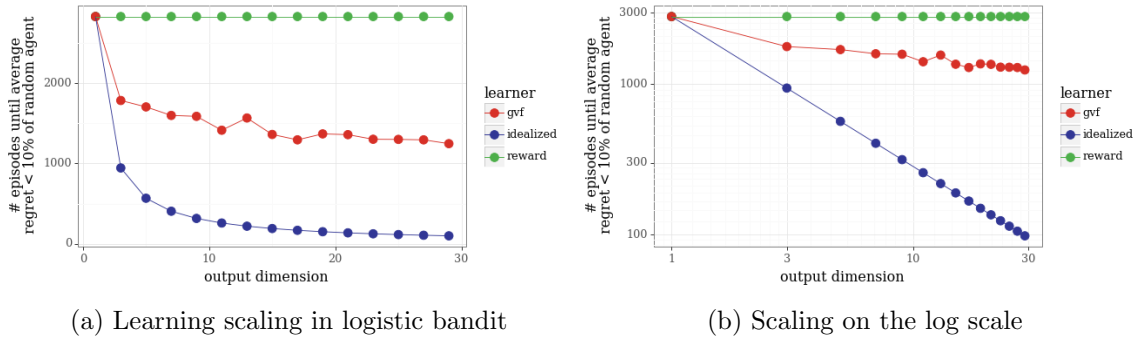 # episodes until average
regret < 10% of random agent
2000
1000
0
0
10
20
30
output dimension
learner
gvf
idealized
reward
(a) Learning scaling in logistic bandit
# episodes until average
regret < 10% of random agent
3000
1000
300
100
1
3
10
30
output dimension
learner
gvf
idealized
reward
(b) Scaling on the log scale